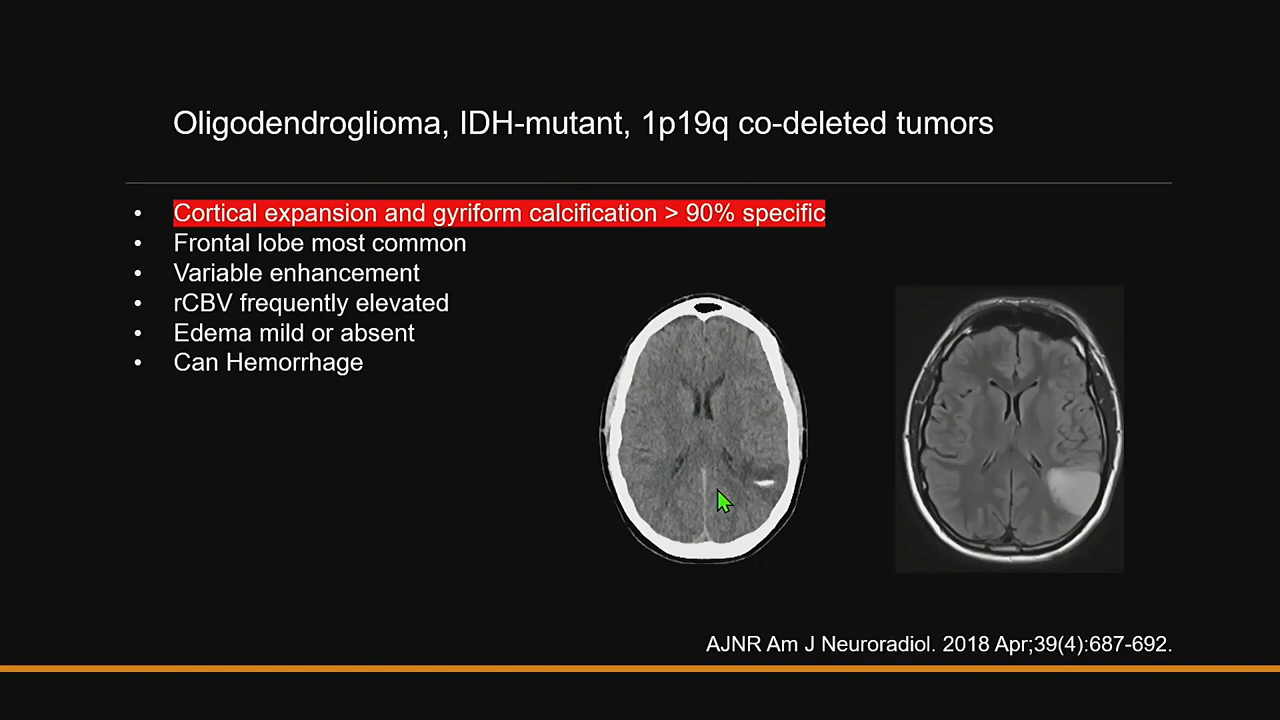 Oligodendroglioma, IDH-mutant, 1p19q co-deleted tumors
• Cortical expansion and gyriform calcification > 90% specific
• Frontal lobe most common
• Variable enhancement
• rCBV frequently elevated
• Edema mild or absent
• Can Hemorrhage
AJNR Am J Neuroradiol. 2018 Apr;39(4):687-692.